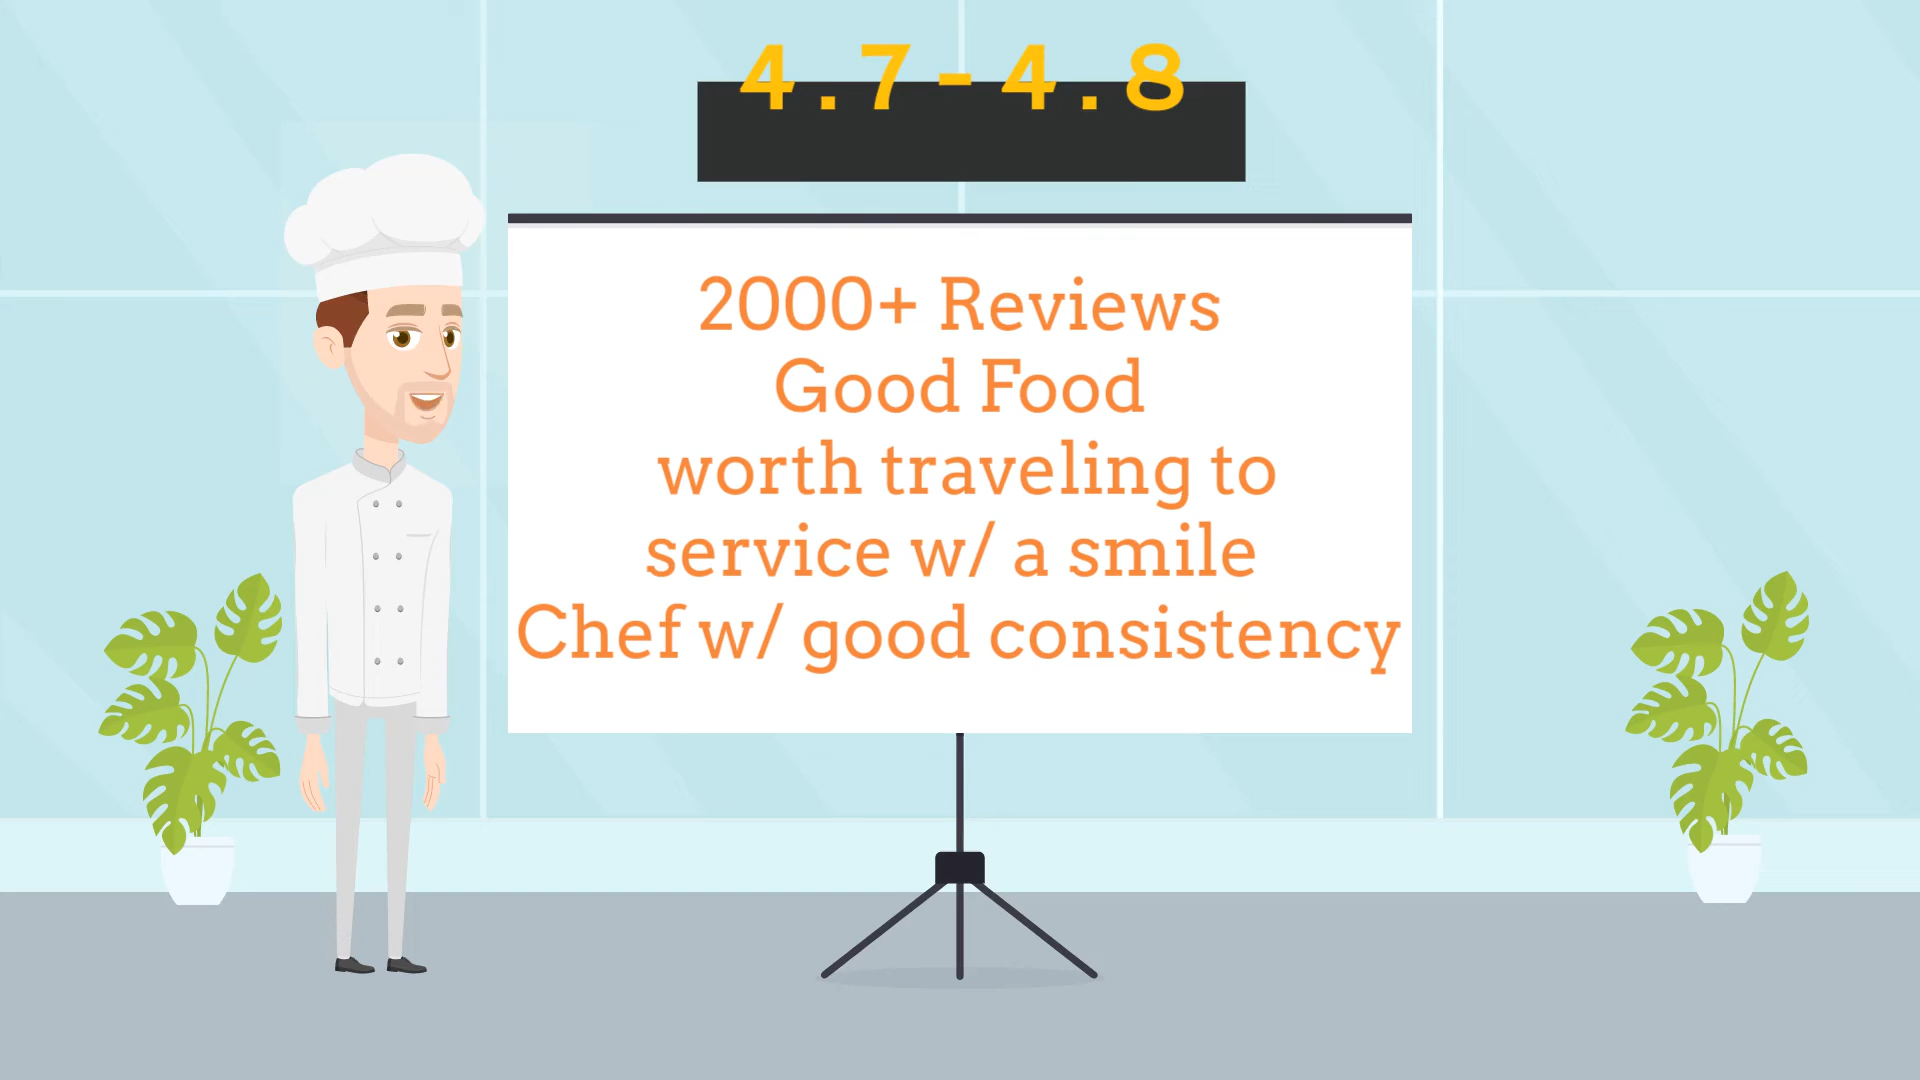 4.7-4.8
2000+ Reviews
Good Food
worth traveling to
service w/ a smile
Chef w/ good consistency